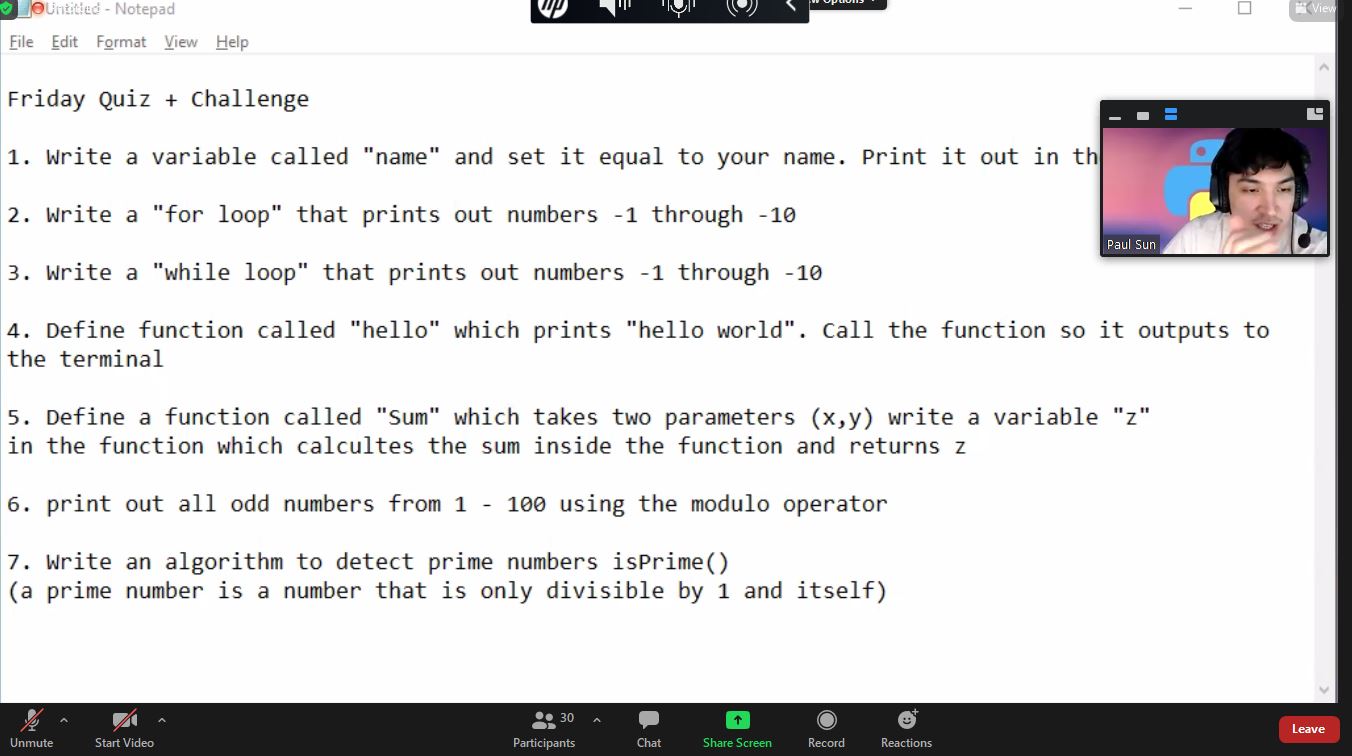 Untitled - Notepad
View
File Edit Format View Help
Friday Quiz + Challenge
1. Write a variable called "name" and set it equal to your name. Print it out in
2. Write a "for loop" that prints out numbers -1 through -10
3. Write a "while loop" that prints out numbers -1 through -10
4. Define function called "hello" which prints "hello world". Call the function so it outputs to
the terminal
5. Define a function called "Sum" which takes two parameters (x,y) write a variable "z"
in the function which calcultes the sum inside the function and returns z
6. print out all odd numbers from 1 - 100 using the modulo operator
7. Write an algorithm to detect prime numbers isPrime()
(a prime number is a number that is only divisible by 1 and itself)
Paul Sun
hp
30
Unmute Start Video Participants Chat Share Screen Record Reactions Leave